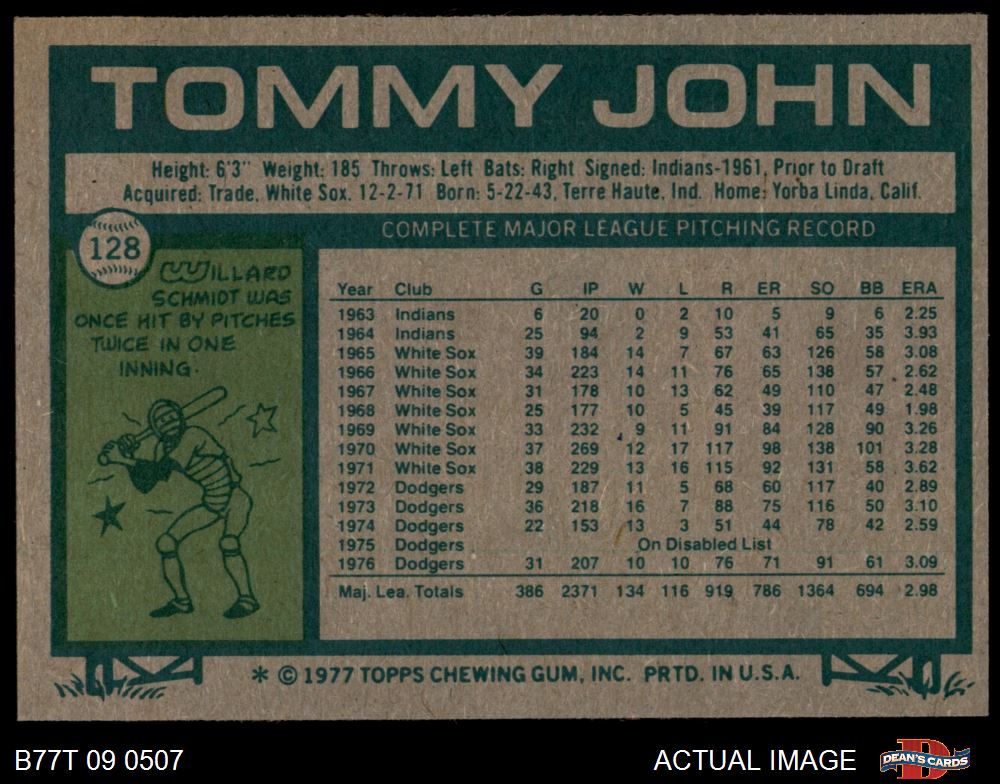 TOMMY JOHN
Height: 6'3" Weight: 185 Throws: Left Bats: Right Signed: Indians-1961, Prior to Draft
Acquired: Trade, White Sox, 12-2-71 Born: 5-22-43, Terre Haute, Ind. Home: Yorba Linda, Calif.
128
WILLARD
SCHMIDT WAS
ONCE HIT BY PITCHES
TWICE IN ONE
INNING.
COMPLETE MAJOR LEAGUE PITCHING RECORD
Year Club G IP W L R ER SO BB ERA
1963 Indians 6 20 0 2 10 5 9 6 2.25
1964 Indians 25 94 2 9 53 41 65 35 3.93
1965 White Sox 39 184 14 7 67 63 126 58 3.08
1966 White Sox 34 223 14 11 76 65 138 57 2.62
1967 White Sox 31 178 10 13 62 49 110 47 2.48
1968 White Sox 25 177 10 5 45 39 117 49 1.98
1969 White Sox 33 232 9 11 91 84 128 90 3.26
1970 White Sox 37 269 12 17 117 98 138 101 3.28
1971 White Sox 38 229 13 16 115 92 131 58 3.62
1972 Dodgers 29 187 11 5 68 60 117 40 2.89
1973 Dodgers 36 218 16 7 88 75 116 50 3.10
1974 Dodgers 22 153 13 3 51 44 78 42 2.59
1975 Dodgers On Disabled List
1976 Dodgers 31 207 10 10 76 71 91 61 3.09
Maj. Lea. Totals 386 2371 134 116 919 786 1364 694 2.98
* © 1977 TOPPS CHEWING GUM, INC. PRTD. IN U.S.A.
B77T 09 0507
ACTUAL IMAGE
DEAN'S CARDS